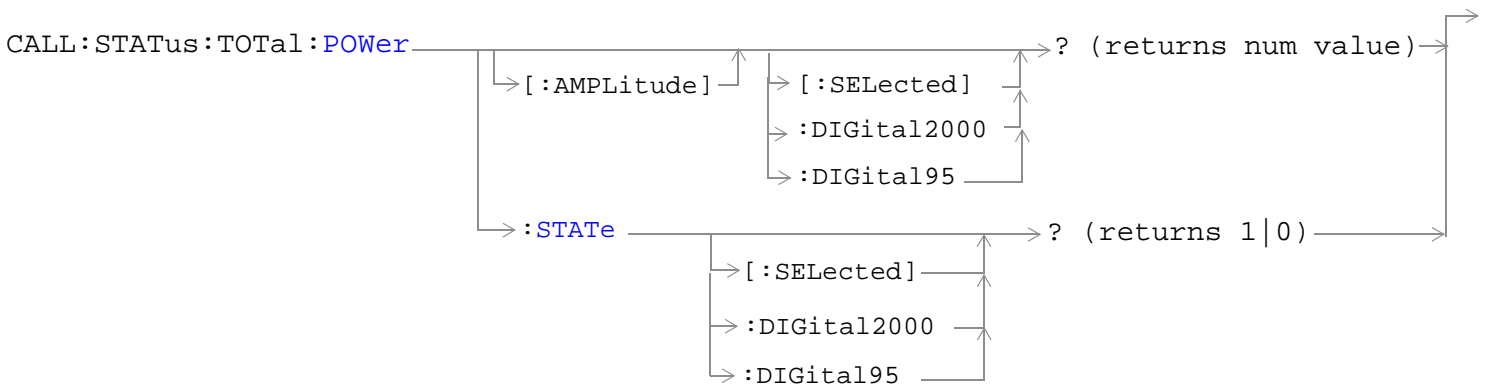 CALL:STATus:TOTal:POWer ? (returns num value)
[:AMPLitude] [:SELected]
:DIGital2000
:DIGital95
:STATe ? (returns 1|0)
[:SELected]
:DIGital2000
:DIGital95